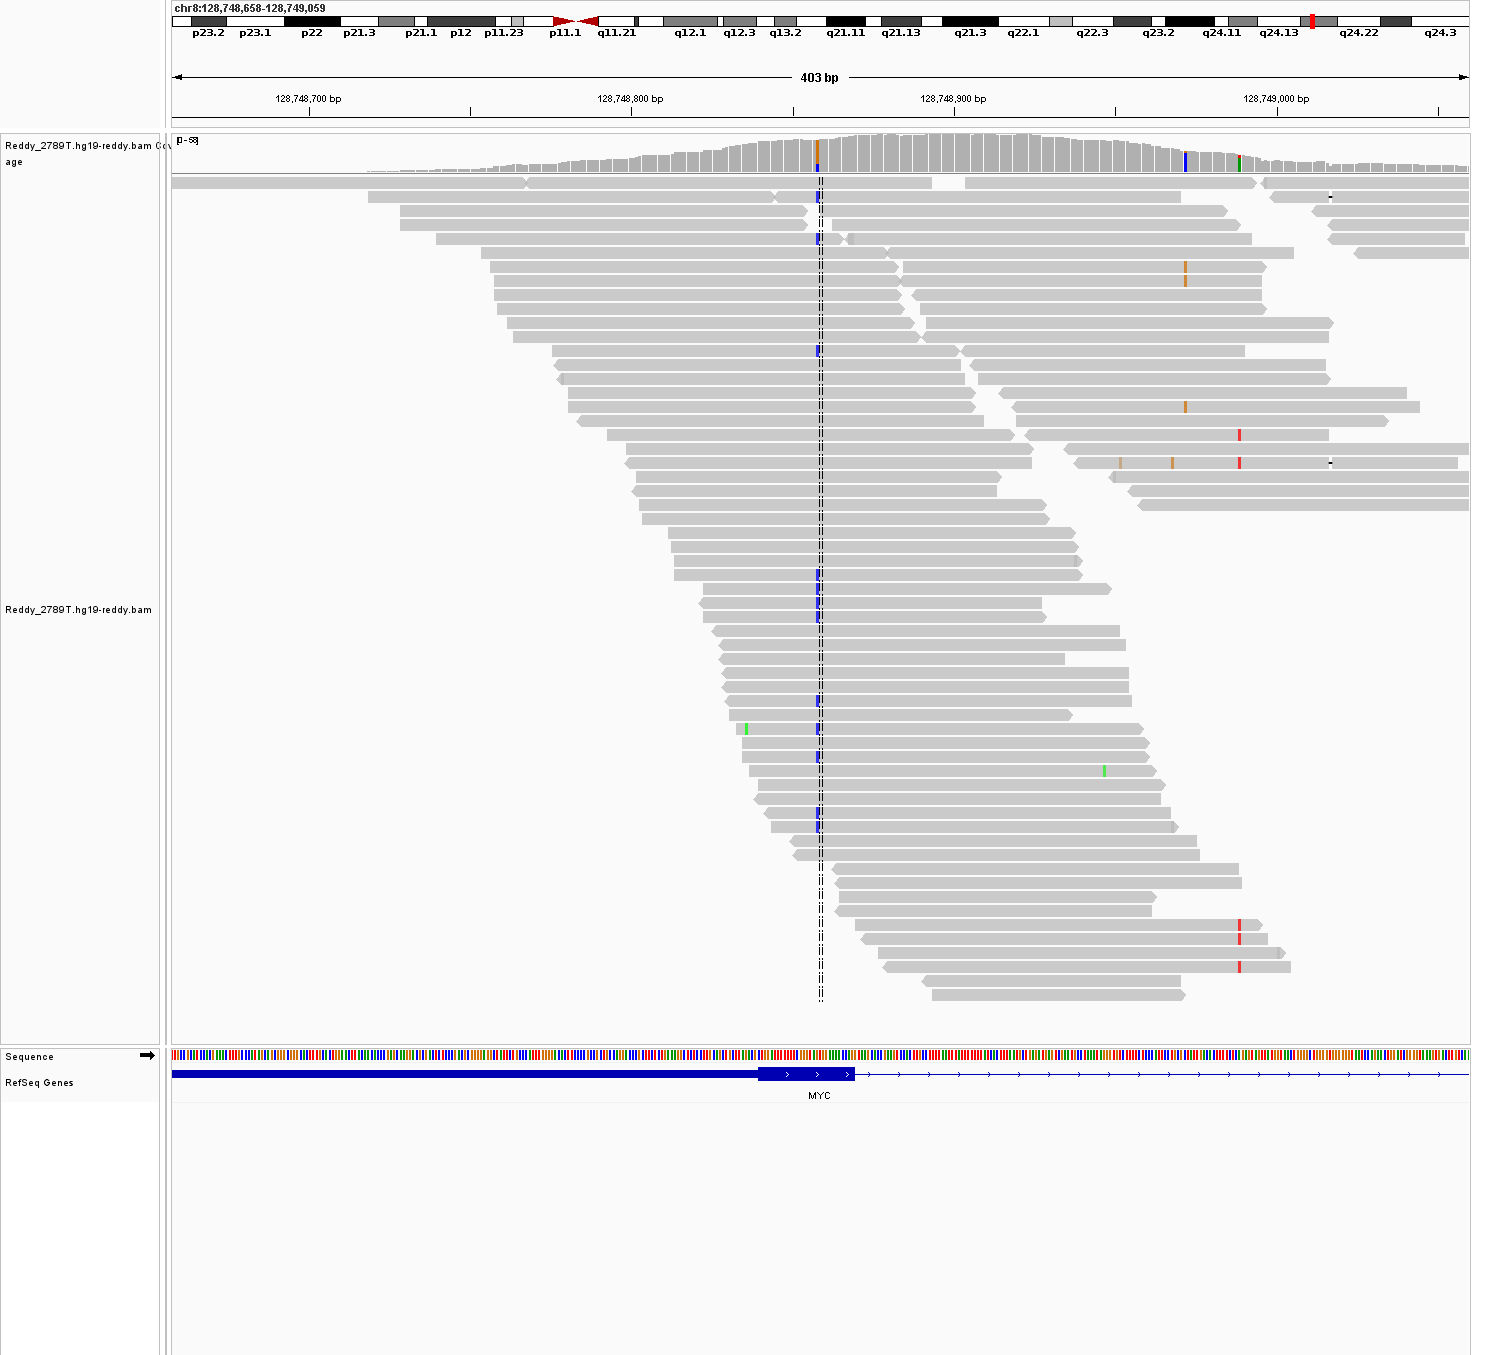 chr8:128,748,658-128,749,059
p23.2 p23.1 p22 p21.3 p21.1 p12 p11.23 p11.1 q11.21 q12.1 q12.3 q13.2 q21.11 q21.13 q21.3 q22.1 q22.3 q23.2 q24.11 q24.13 q24.22 q24.3
403 bp
128,748,700 bp 128,748,800 bp 128,748,900 bp 128,749,000 bp
Reddy_2789T.hg19-reddy.bam Cov
age
Reddy_2789T.hg19-reddy.bam
Sequence
RefSeq Genes
MYC